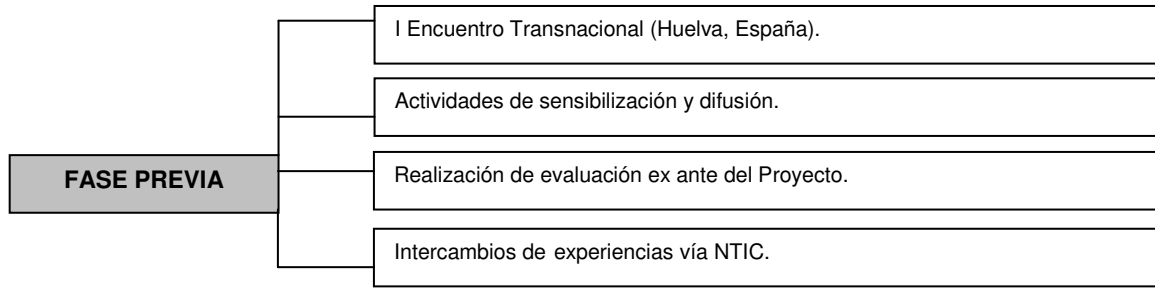 I Encuentro Transnacional (Huelva, España).
Actividades de sensibilización y difusión.
FASE PREVIA
Realización de evaluación ex ante del Proyecto.
Intercambios de experiencias vía NTIC.